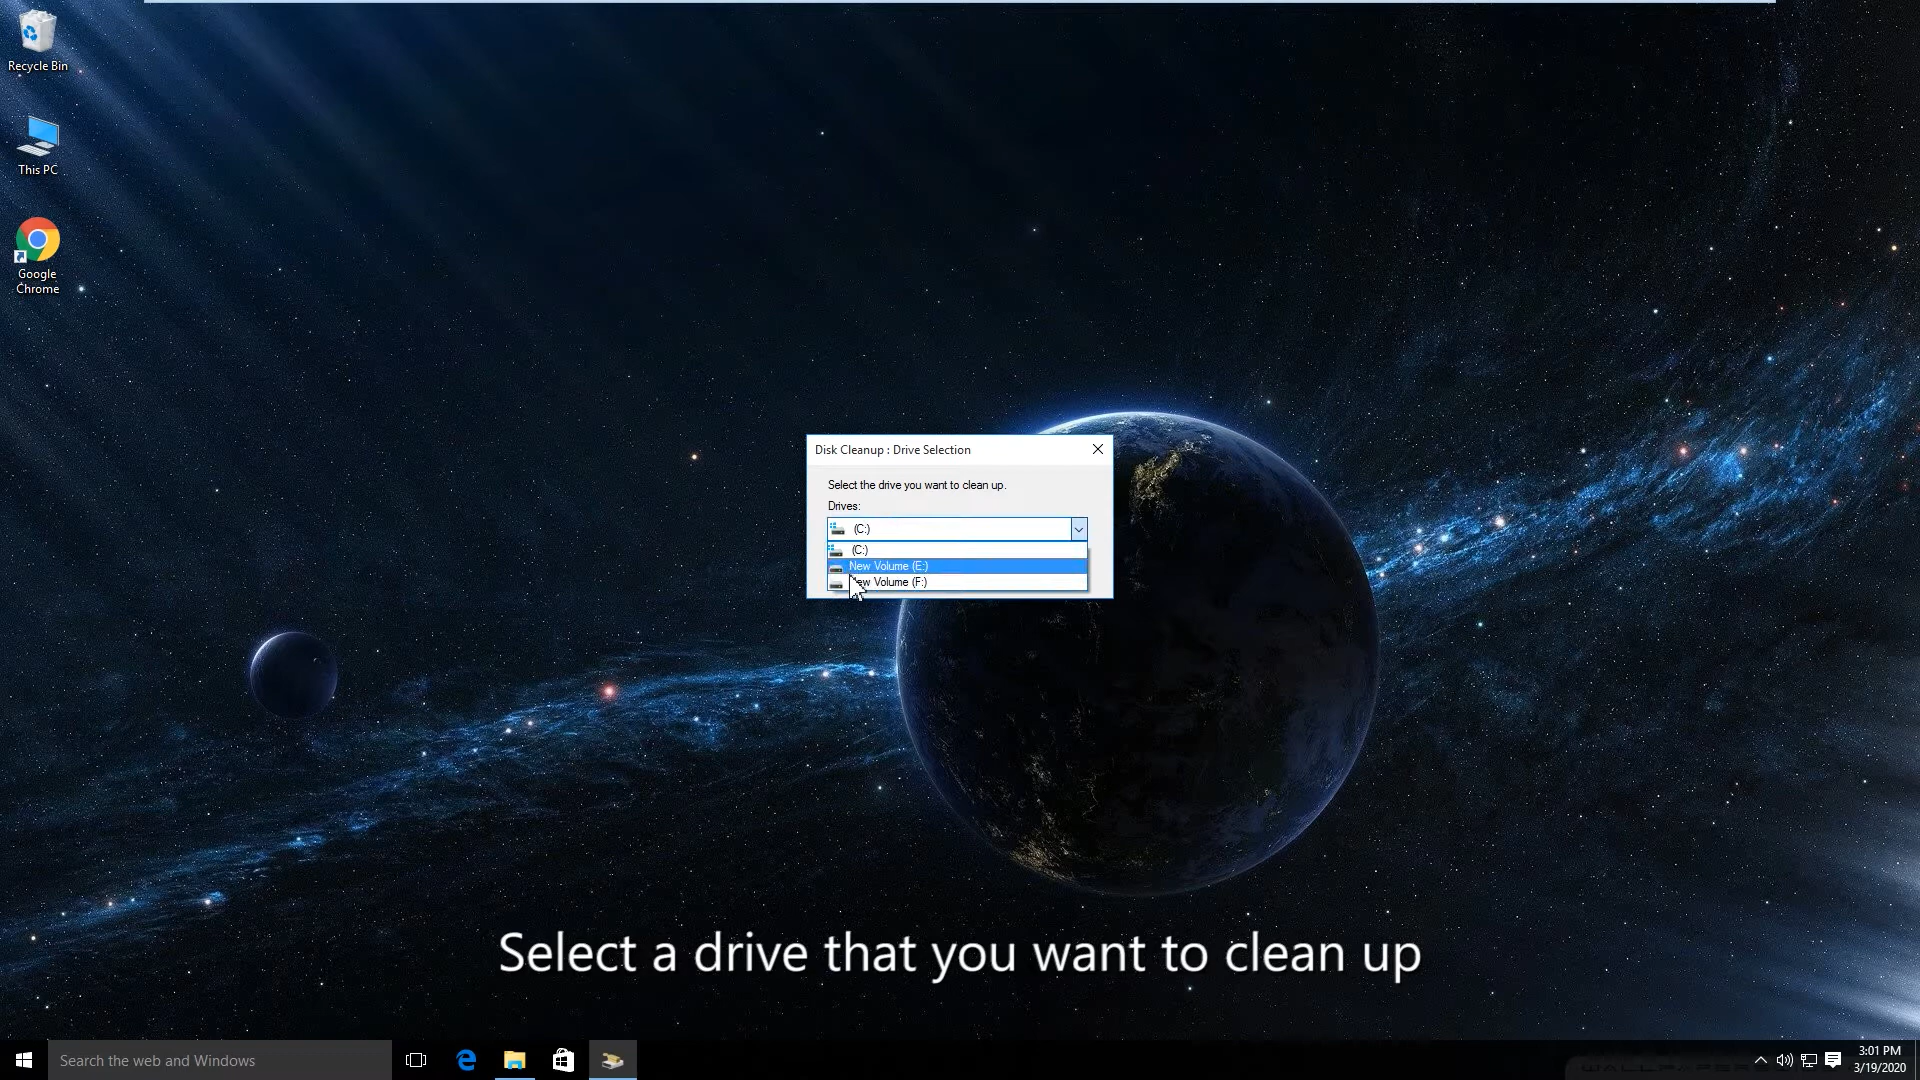 Recycle Bin
This PC
Google
Chrome
Disk Cleanup : Drive Selection
Select the drive you want to clean up.
Drives:
(C:)
(C:)
New Volume (E:)
New Volume (F:)
Select a drive that you want to clean up
Search the web and Windows
3:01 PM
3/19/2020